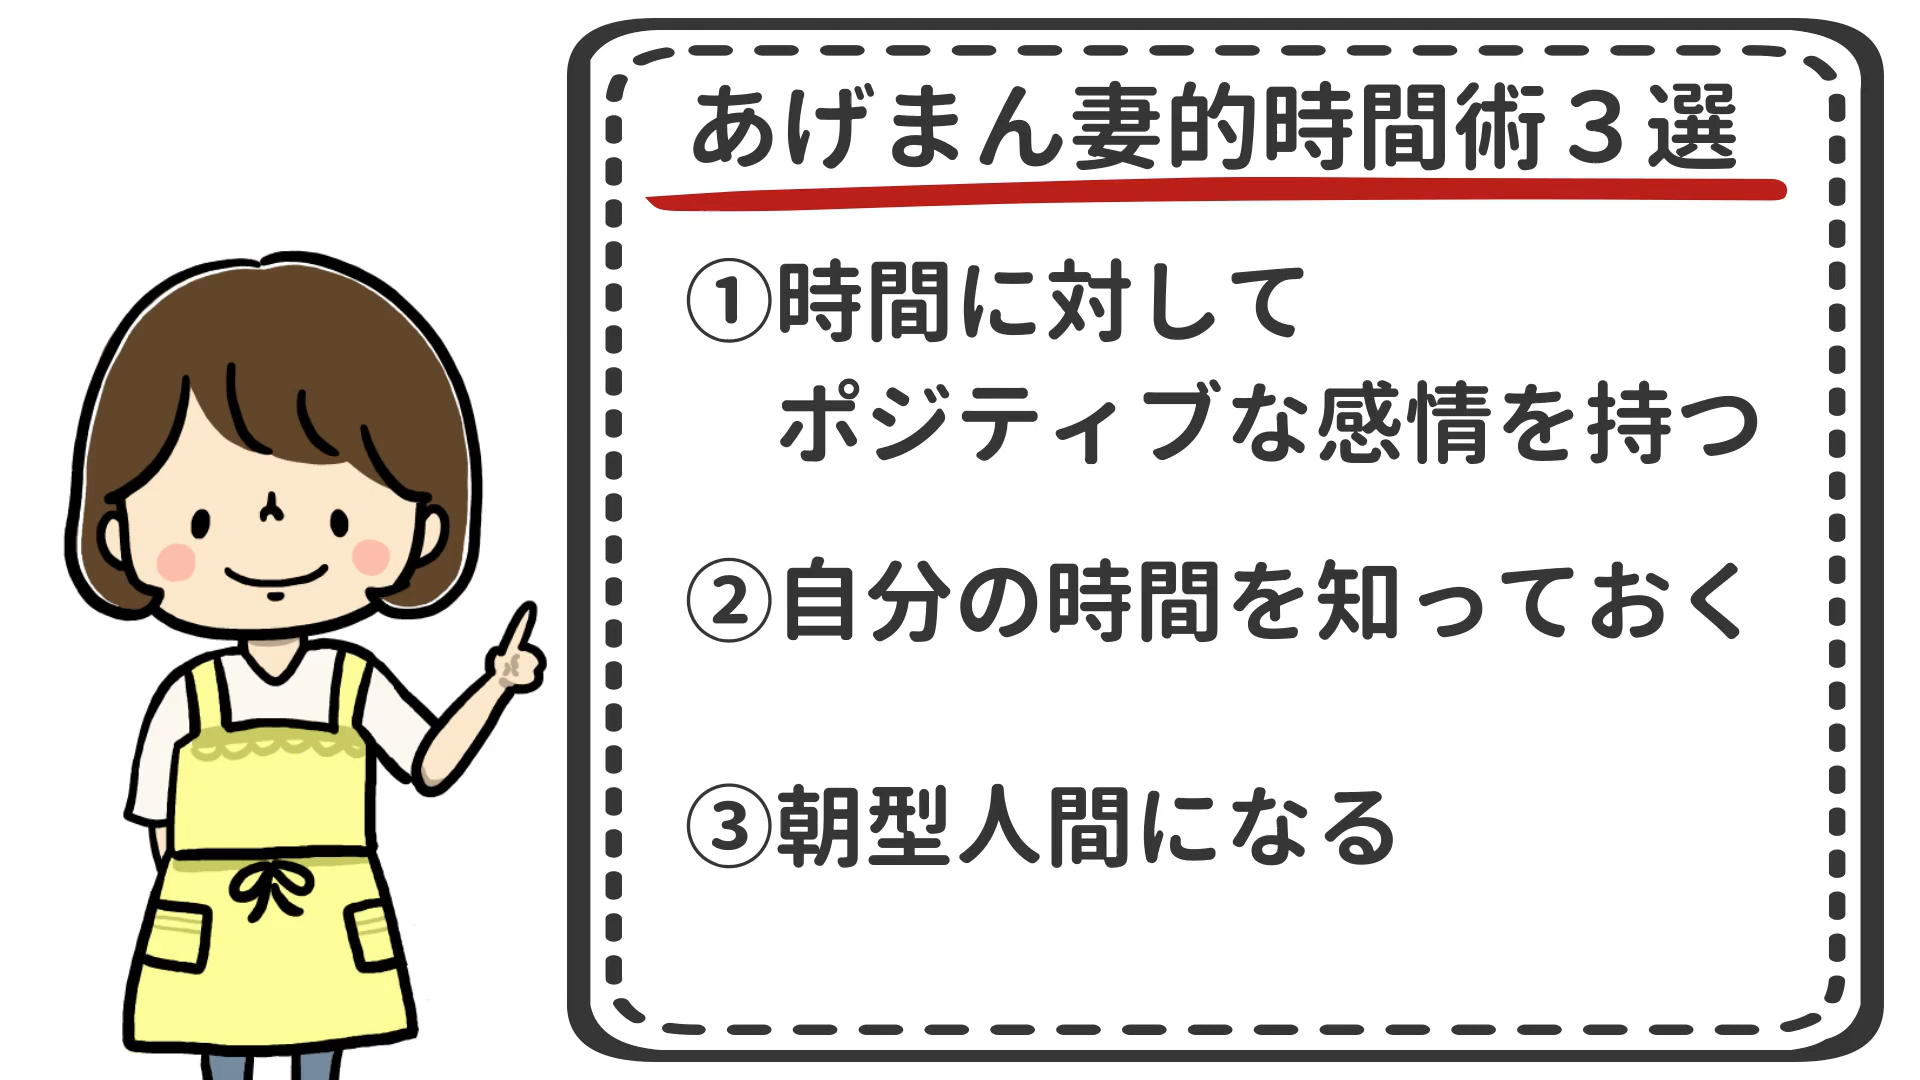 あげまん妻的時間術３選
①時間に対して
ポジティブな感情を持つ
②自分の時間を知っておく
③朝型人間になる